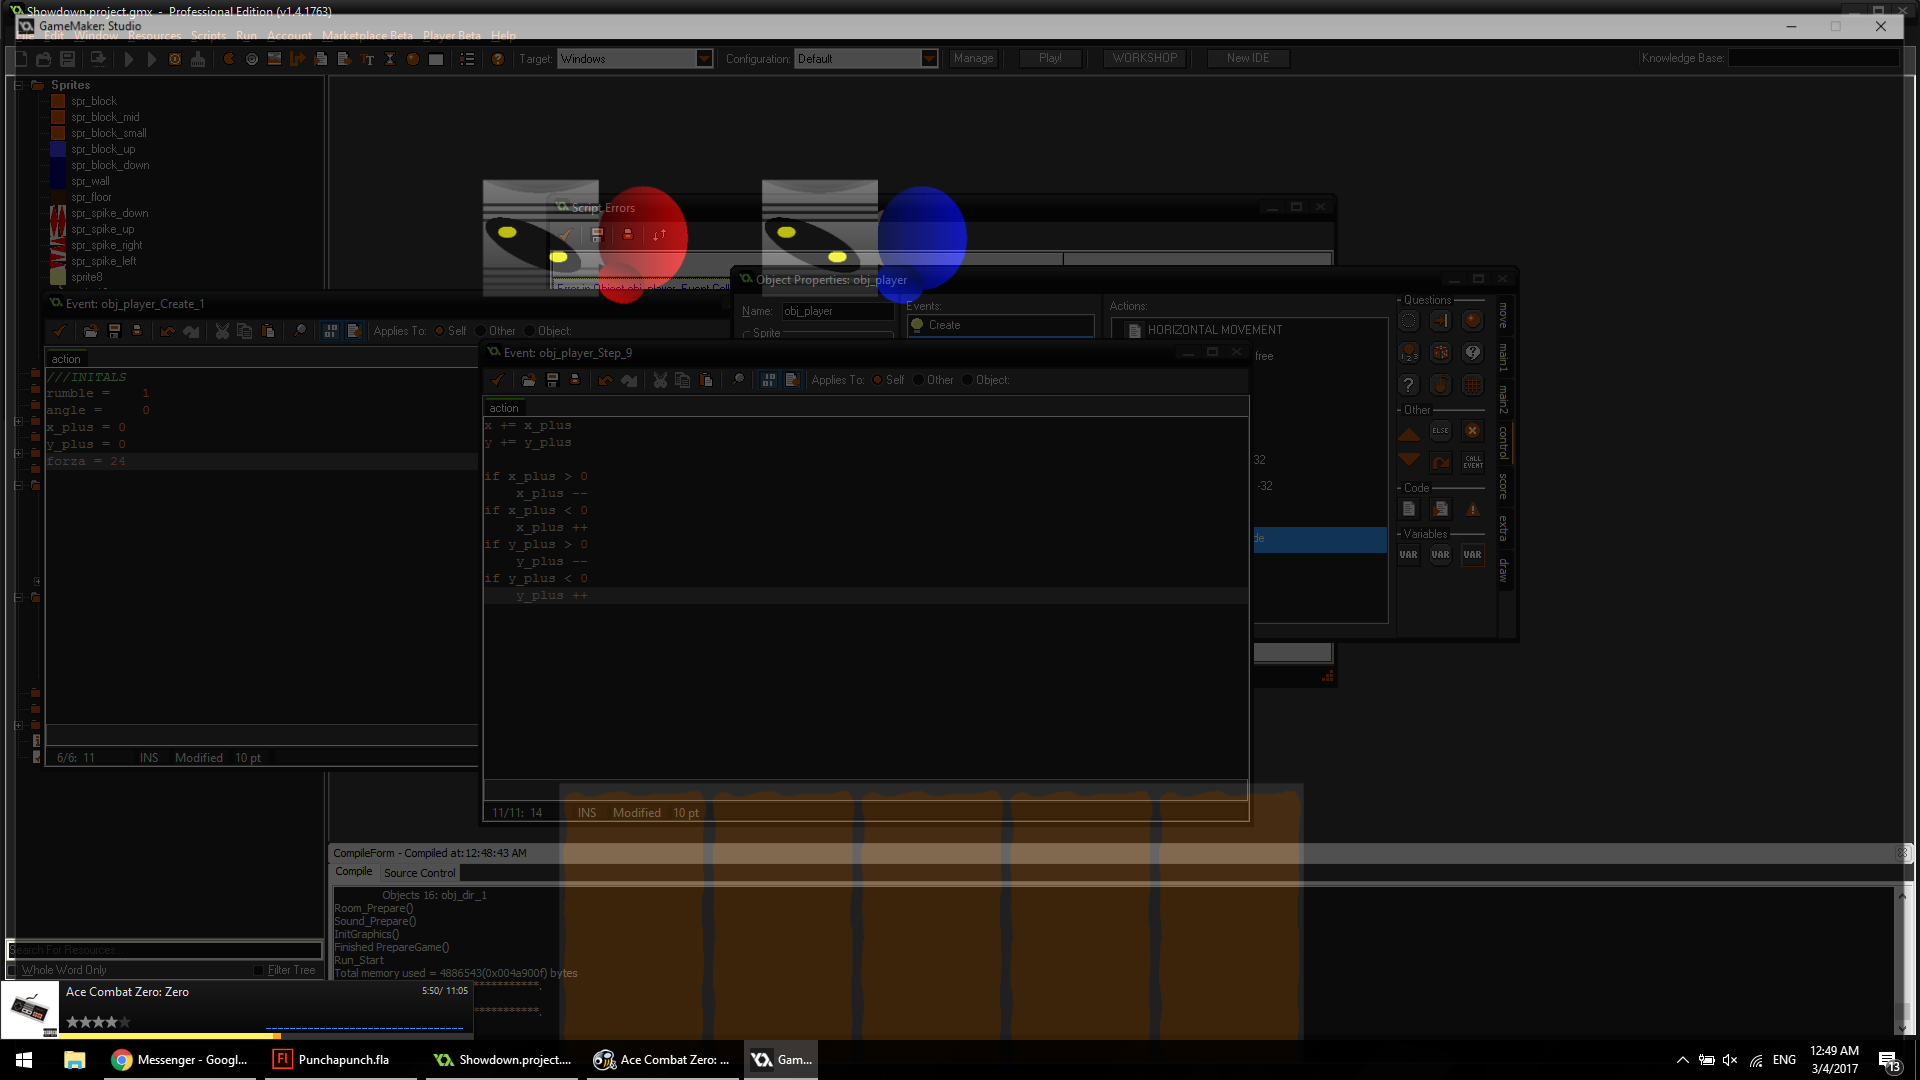 Showdown.project.gmx - Professional Edition (v1.4.1763)
GameMaker: Studio
File Edit Window Resources Scripts Run Account Marketplace Beta Player Beta Help
Target: Windows Configuration: Default Manage Play! WORKSHOP New IDE Knowledge Base:
Sprites
spr_block
spr_block_mid
spr_block_small
spr_block_up
spr_block_down
spr_wall
spr_floor
spr_spike_down
spr_spike_up
spr_spike_right
spr_spike_left
sprite8
Script Errors
Object Properties: obj_player
Name: obj_player
Sprite
Events:
Create
Actions:
HORIZONTAL MOVEMENT
free
32
-32
de
Questions
Other
ELSE
CALL EVENT
Code
Variables
VAR VAR VAR
move
main1
main2
control
score
extra
draw
Event: obj_player_Create_1
Applies To: Self Other Object:
action
///INITALS
rumble = 1
angle = 0
x_plus = 0
y_plus = 0
forza = 24
6/6: 11 INS Modified 10 pt
Event: obj_player_Step_9
Applies To: Self Other Object:
action
x += x_plus
y += y_plus
if x_plus > 0
x_plus --
if x_plus < 0
x_plus ++
if y_plus > 0
y_plus --
if y_plus < 0
y_plus ++
11/11: 14 INS Modified 10 pt
CompileForm - Compiled at:12:48:43 AM
Compile Source Control
Objects 16: obj_dir_1
Room_Prepare()
Sound_Prepare()
InitGraphics()
Finished PrepareGame()
Run_Start
Total memory used = 4886543(0x004a900f) bytes
Search For Resources
Whole Word Only Filter Tree
Ace Combat Zero: Zero 5:50/ 11:05
Messenger - Googl... Punchapunch.fla Showdown.project.... Ace Combat Zero: ... Gam...
ENG
12:49 AM
3/4/2017
13